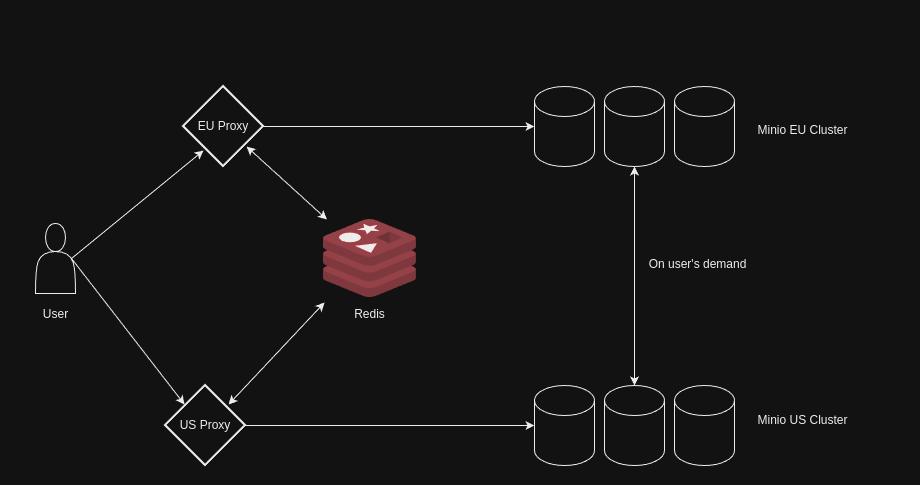 EU Proxy
Minio EU Cluster
On user's demand
User
Redis
US Proxy
Minio US Cluster